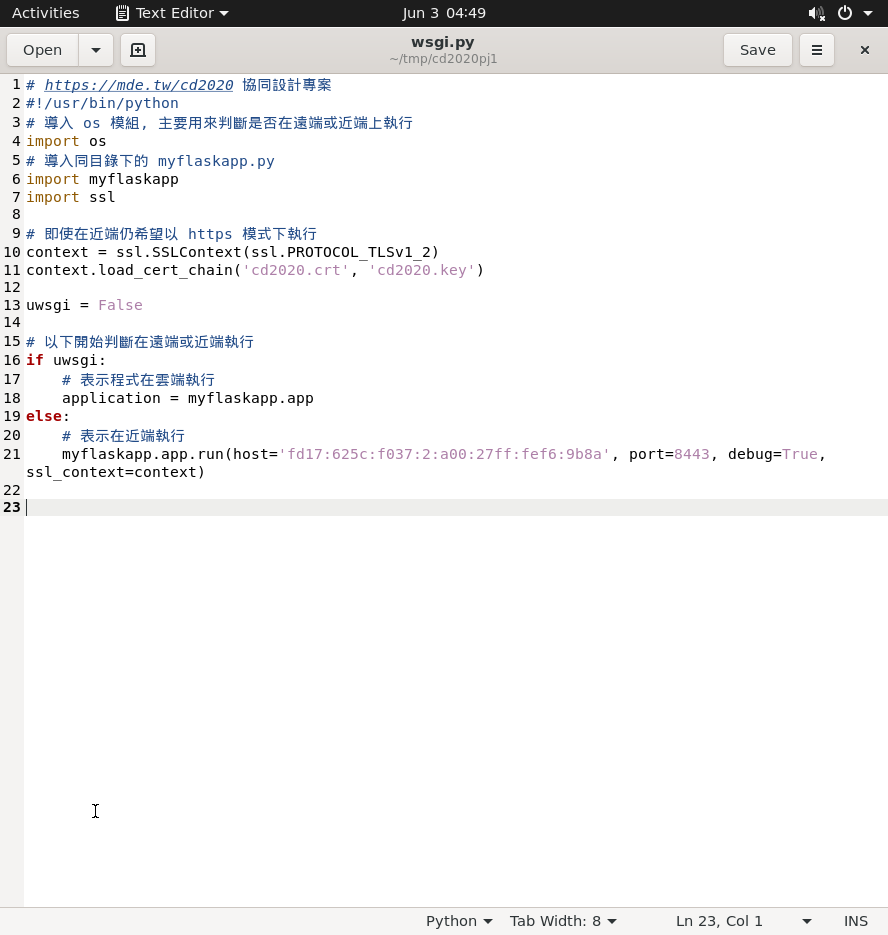 Activities Text Editor Jun 3 04:49
Open wsgi.py Save
~/tmp/cd2020pj1
1 # https://mde.tw/cd2020 協同設計專案
2 #!/usr/bin/python
3 # 導入 os 模組, 主要用來判斷是否在遠端或近端上執行
4 import os
5 # 導入同目錄下的 myflaskapp.py
6 import myflaskapp
7 import ssl
8
9 # 即使在近端仍希望以 https 模式下執行
10 context = ssl.SSLContext(ssl.PROTOCOL_TLSv1_2)
11 context.load_cert_chain('cd2020.crt', 'cd2020.key')
12
13 uwsgi = False
14
15 # 以下開始判斷在遠端或近端執行
16 if uwsgi:
17     # 表示程式在雲端執行
18     application = myflaskapp.app
19 else:
20     # 表示在近端執行
21     myflaskapp.app.run(host='fd17:625c:f037:2:a00:27ff:fef6:9b8a', port=8443, debug=True,
ssl_context=context)
22
23
Python Tab Width: 8 Ln 23, Col 1 INS